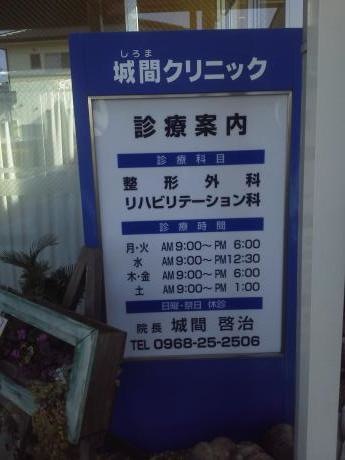 しろま
城間クリニック
診療案内
診療科目
整形外科
リハビリテーション科
診療時間
月・火 AM 9:00～PM 6:00
水 AM 9:00～PM12:30
木・金 AM 9:00～PM 6:00
土 AM 9:00～PM 1:00
日曜・祭日 休診
院長 城間 啓治
TEL 0968-25-2506